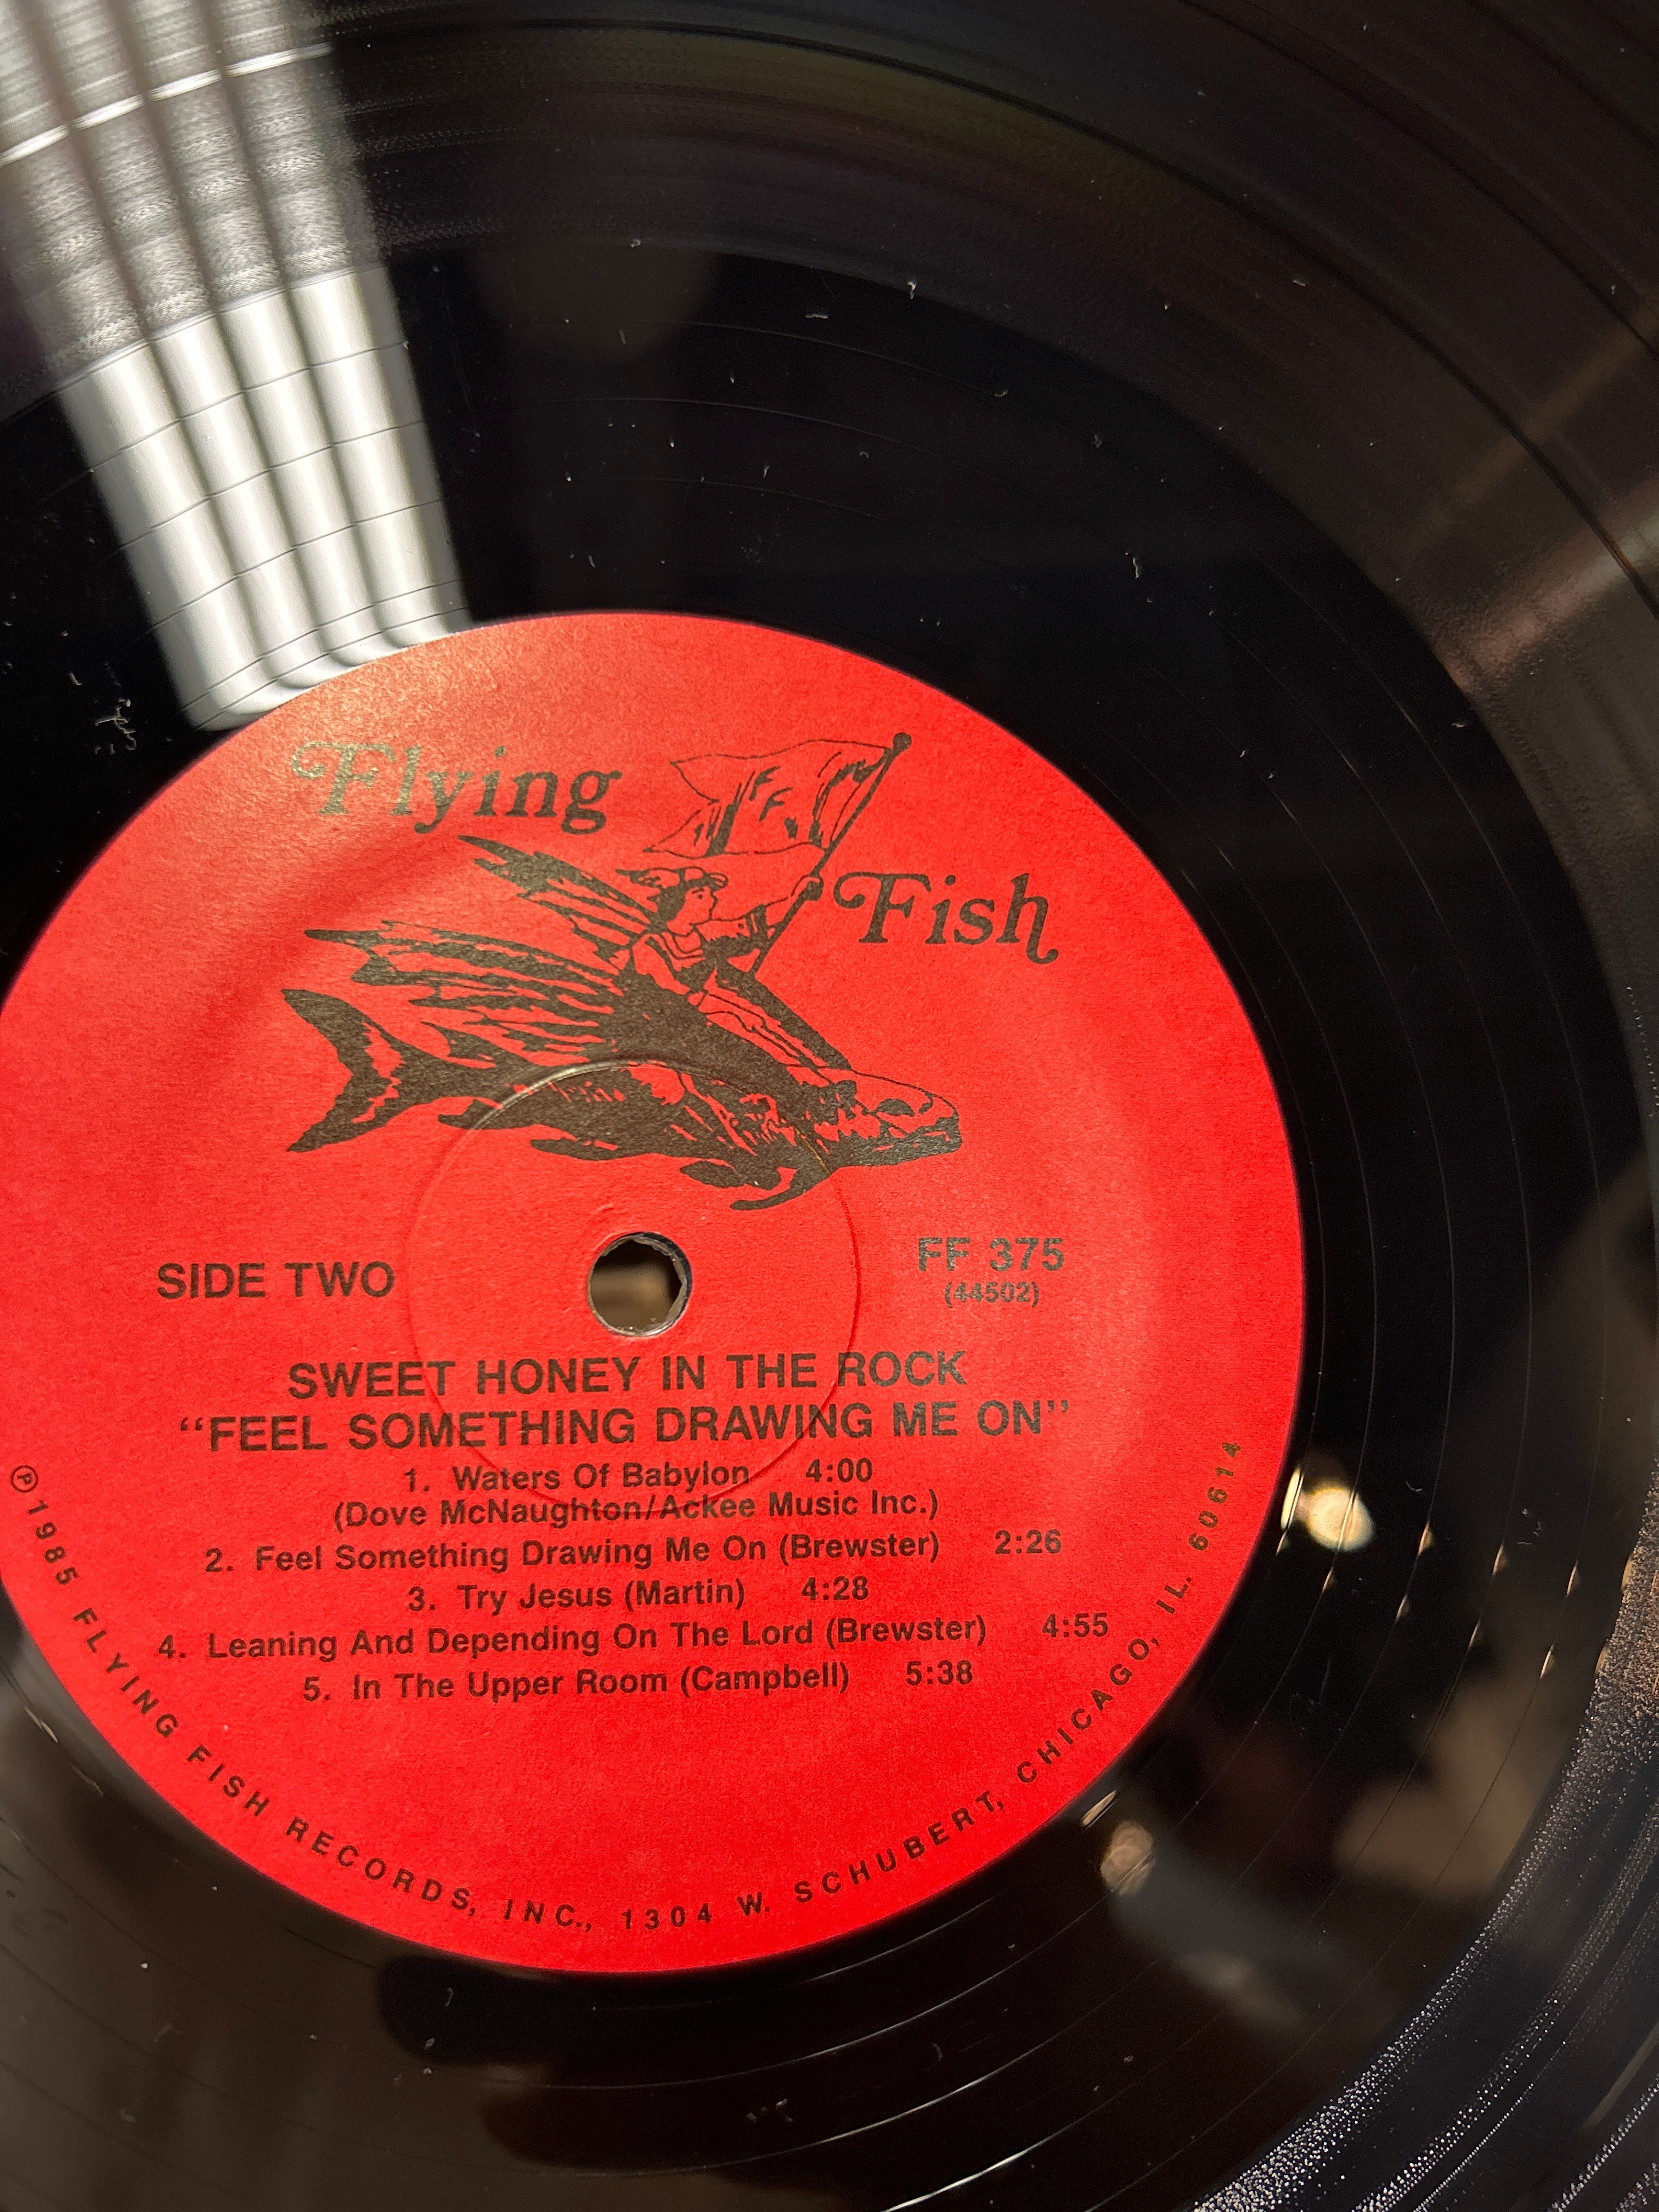 Flying
FF
Fish
SIDE TWO
FF 375
(44502)
SWEET HONEY IN THE ROCK
“FEEL SOMETHING DRAWING ME ON”
1. Waters Of Babylon 4:00
(Dove McNaughton/Ackee Music Inc.)
2. Feel Something Drawing Me On (Brewster) 2:26
3. Try Jesus (Martin) 4:28
4. Leaning And Depending On The Lord (Brewster) 4:55
5. In The Upper Room (Campbell) 5:38
℗1985 FLYING FISH RECORDS, INC., 1304 W. SCHUBERT, CHICAGO, IL. 60614